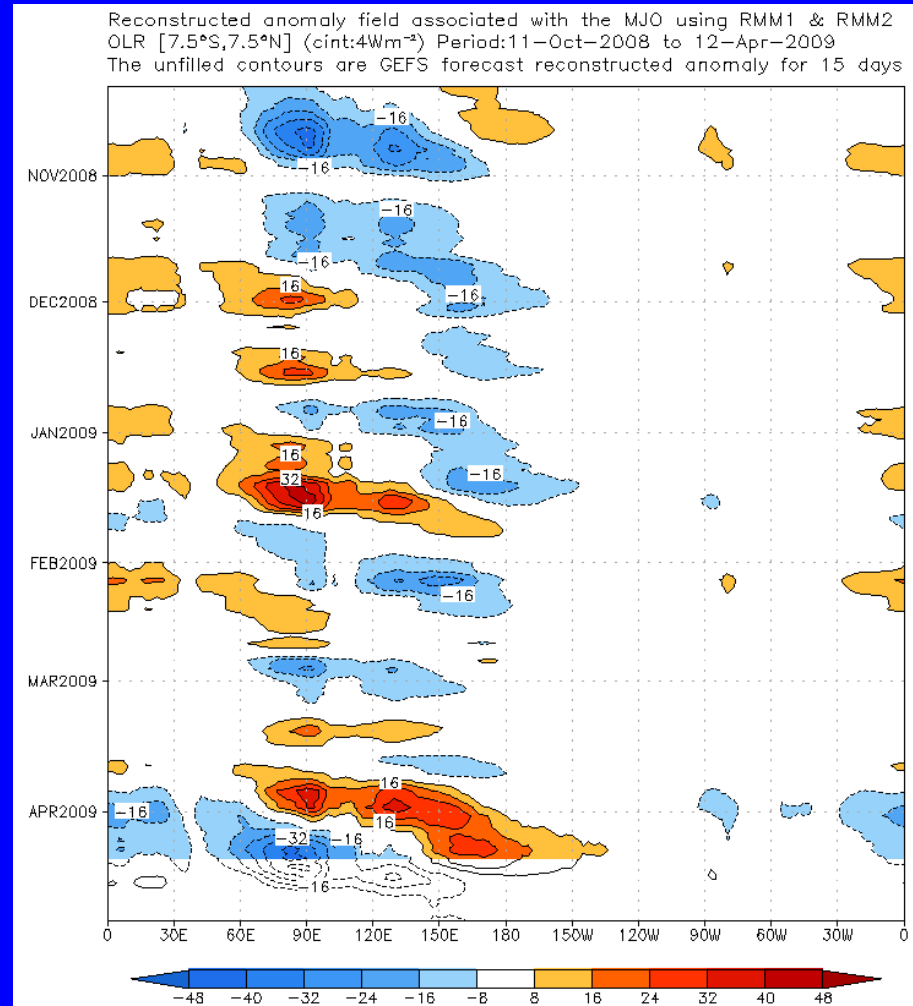 Reconstructed anomaly field associated with the MJO using RMM1 & RMM2
OLR [7.5°S,7.5°N] (cint:4Wm⁻²) Period:11-Oct-2008 to 12-Apr-2009
The unfilled contours are GEFS forecast reconstructed anomaly for 15 days
-16
-16
-16
NOV2008
-16
-16
16
DEC2008
-16
16
JAN2009
-16
16
32
-16
16
FEB2009
-16
MAR2009
16
APR2009
-16
16
-32
-16
16
-16
0 30E 60E 90E 120E 150E 180 150W 120W 90W 60W 30W 0
-48 -40 -32 -24 -16 -8 8 16 24 32 40 48